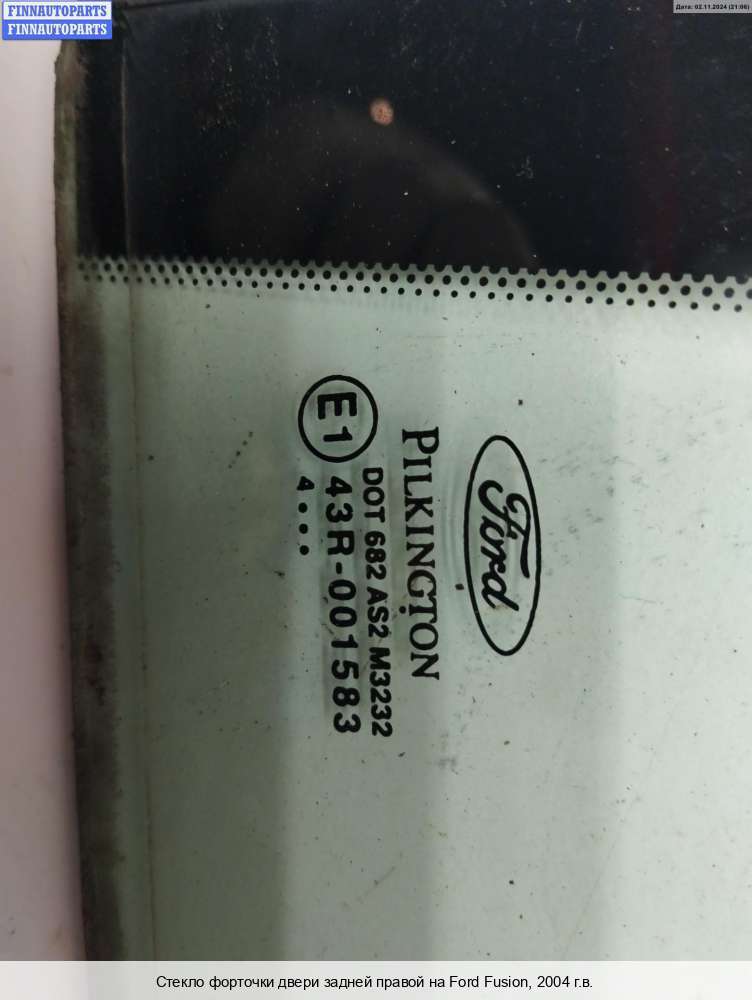 FINNAUTOPARTS
FINNAUTOPARTS
Дата: 02.11.2024 (21:06)
Ford
PILKINGTON
DOT 682 AS2 M3232
E1 43R-001583
4...
Стекло форточки двери задней правой на Ford Fusion, 2004 г.в.